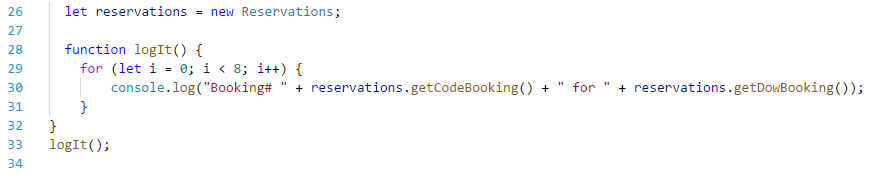 26 let reservations = new Reservations;
27
28 function logIt() {
29 for (let i = 0; i < 8; i++) {
30 console.log("Booking# " + reservations.getCodeBooking() + " for " + reservations.getDowBooking());
31 }
32 }
33 logIt();
34